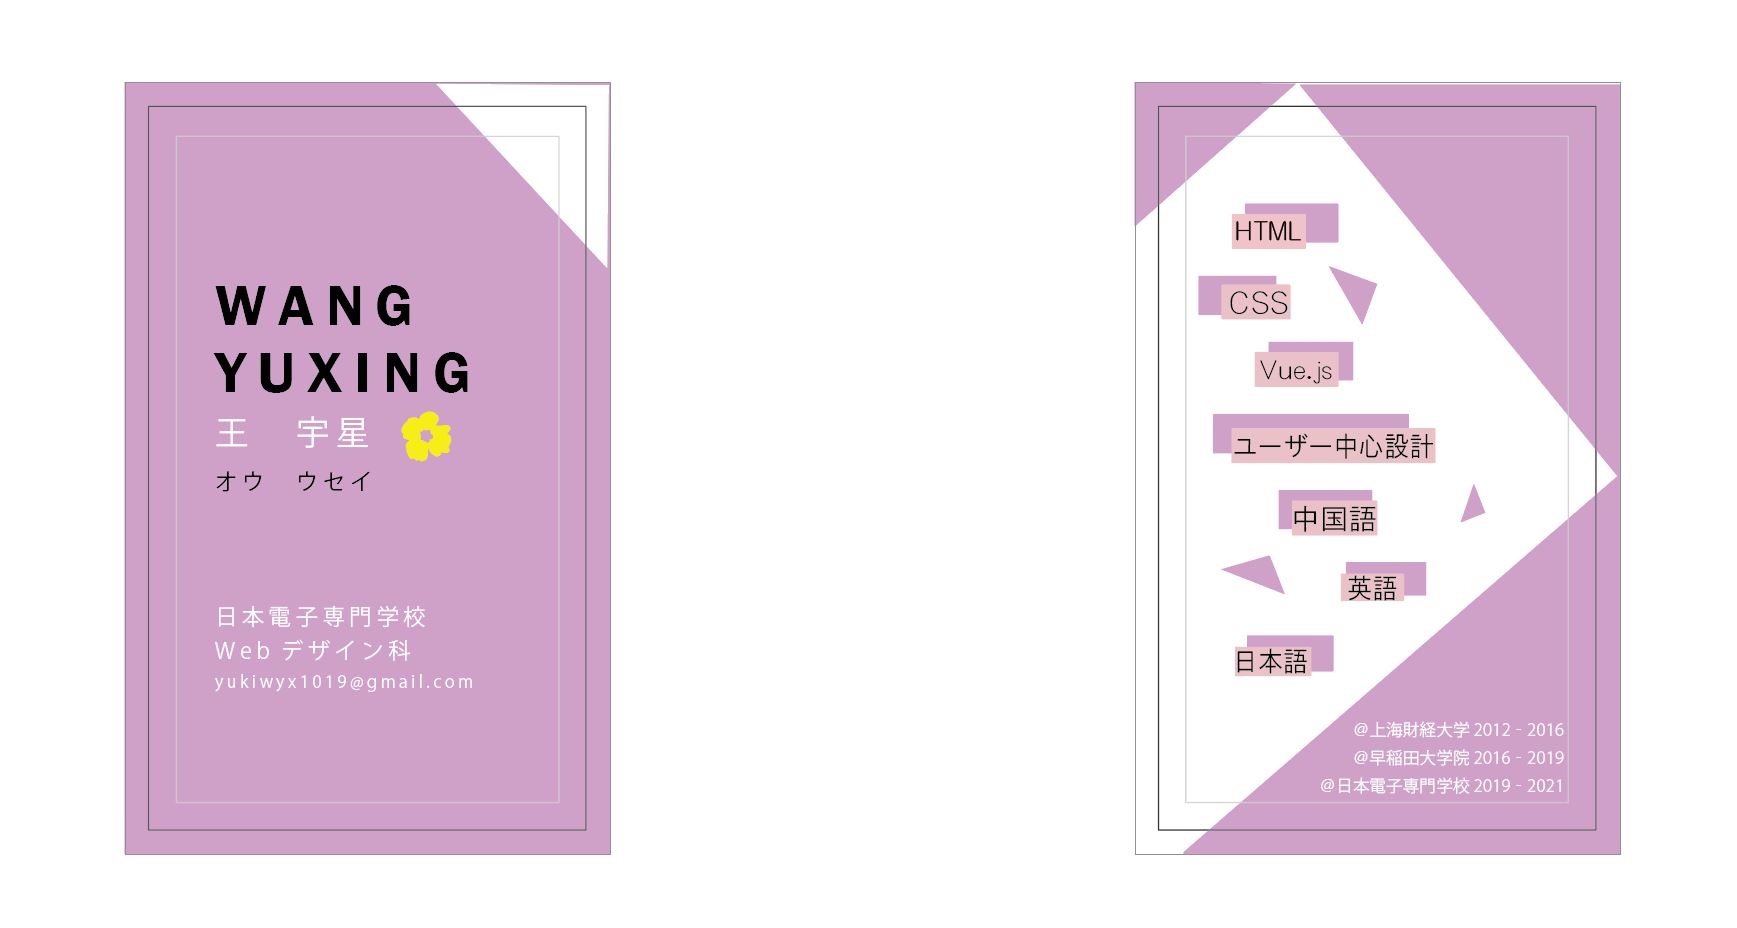 WANG
YUXING
王　宇星
オウ　ウセイ
日本電子専門学校
Web デザイン科
yukiwyx1019@gmail.com
HTML
CSS
Vue.js
ユーザー中心設計
中国語
英語
日本語
@上海財経大学 2012 - 2016
@早稲田大学院 2016 - 2019
@日本電子専門学校 2019 - 2021